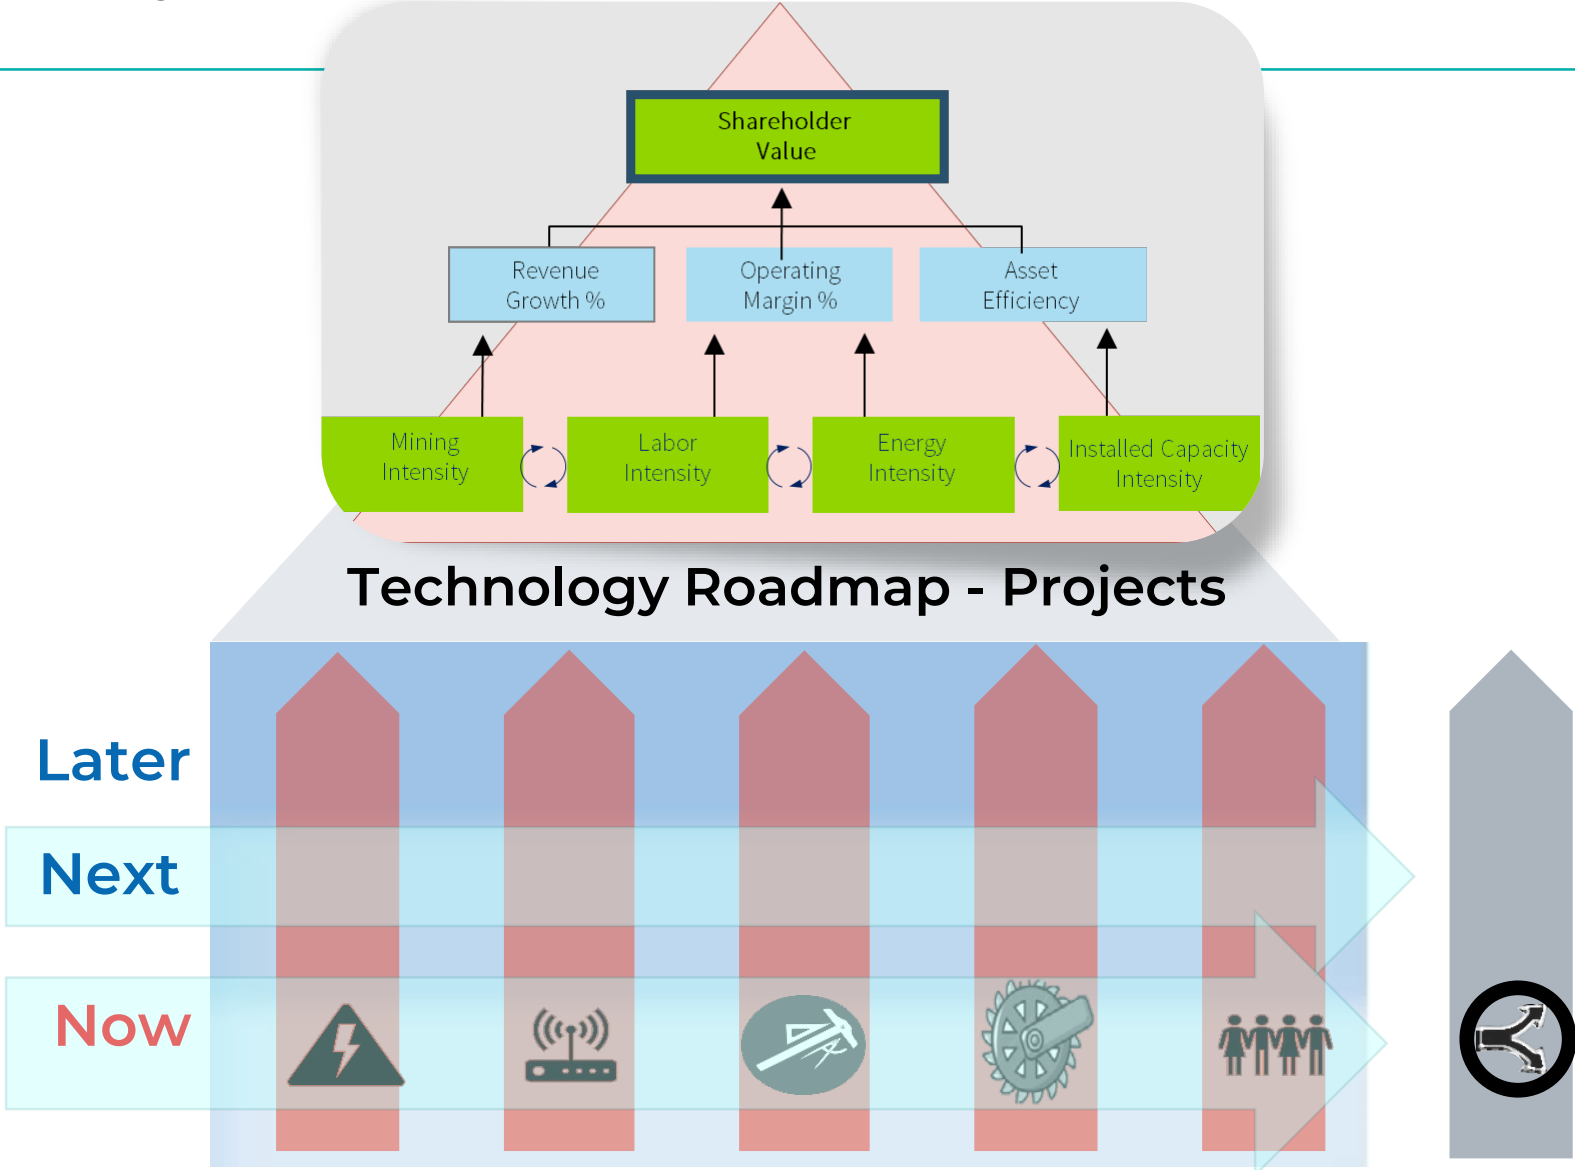 Shareholder
Value
Revenue
Growth %
Operating
Margin %
Asset
Efficiency
Mining
Intensity
Labor
Intensity
Energy
Intensity
Installed Capacity
Intensity
Technology Roadmap - Projects
Later
Next
Now